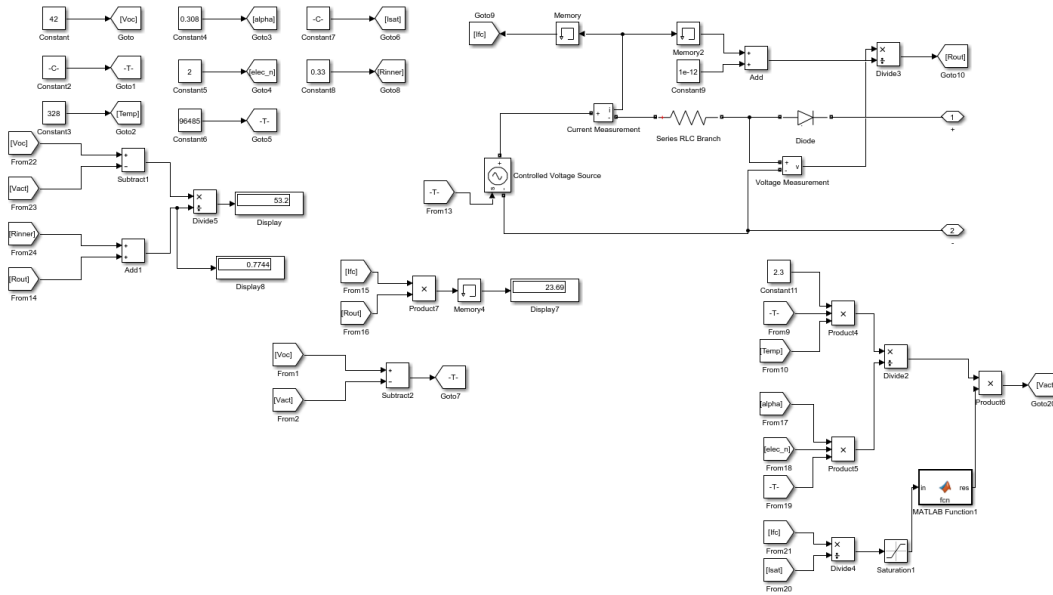 42
Constant
[Voc]
Goto
0.308
Constant4
[alpha]
Goto3
-C-
Constant7
[Isat]
Goto6
-C-
Constant2
-T-
Goto1
2
Constant5
[elec_n]
Goto4
0.33
Constant8
[Rinner]
Goto8
328
Constant3
[Temp]
Goto2
96485
Constant6
-T-
Goto5
Goto9
[Ifc]
Memory
Memory2
1e-12
Constant9
+
+
Add
×
÷
Divide3
[Rout]
Goto10
+
i
-
Current Measurement
Series RLC Branch
Diode
1
+
+
-
v
Voltage Measurement
+
s
-
Controlled Voltage Source
-T-
From13
2
-
[Voc]
From22
[Vact]
From23
+
−
Subtract1
[Rinner]
From24
[Rout]
From14
+
+
Add1
×
÷
Divide5
53.2
Display
0.7744
Display8
[Ifc]
From15
[Rout]
From16
×
Product7
Memory4
23.69
Display7
[Voc]
From1
[Vact]
From2
+
−
Subtract2
-T-
Goto7
2.3
Constant11
-T-
From9
[Temp]
From10
×
Product4
×
÷
Divide2
[alpha]
From17
[elec_n]
From18
-T-
From19
×
Product5
×
Product6
[Vac
Goto20
in
res
fcn
MATLAB Function1
[Ifc]
From21
[Isat]
From20
×
÷
Divide4
Saturation1